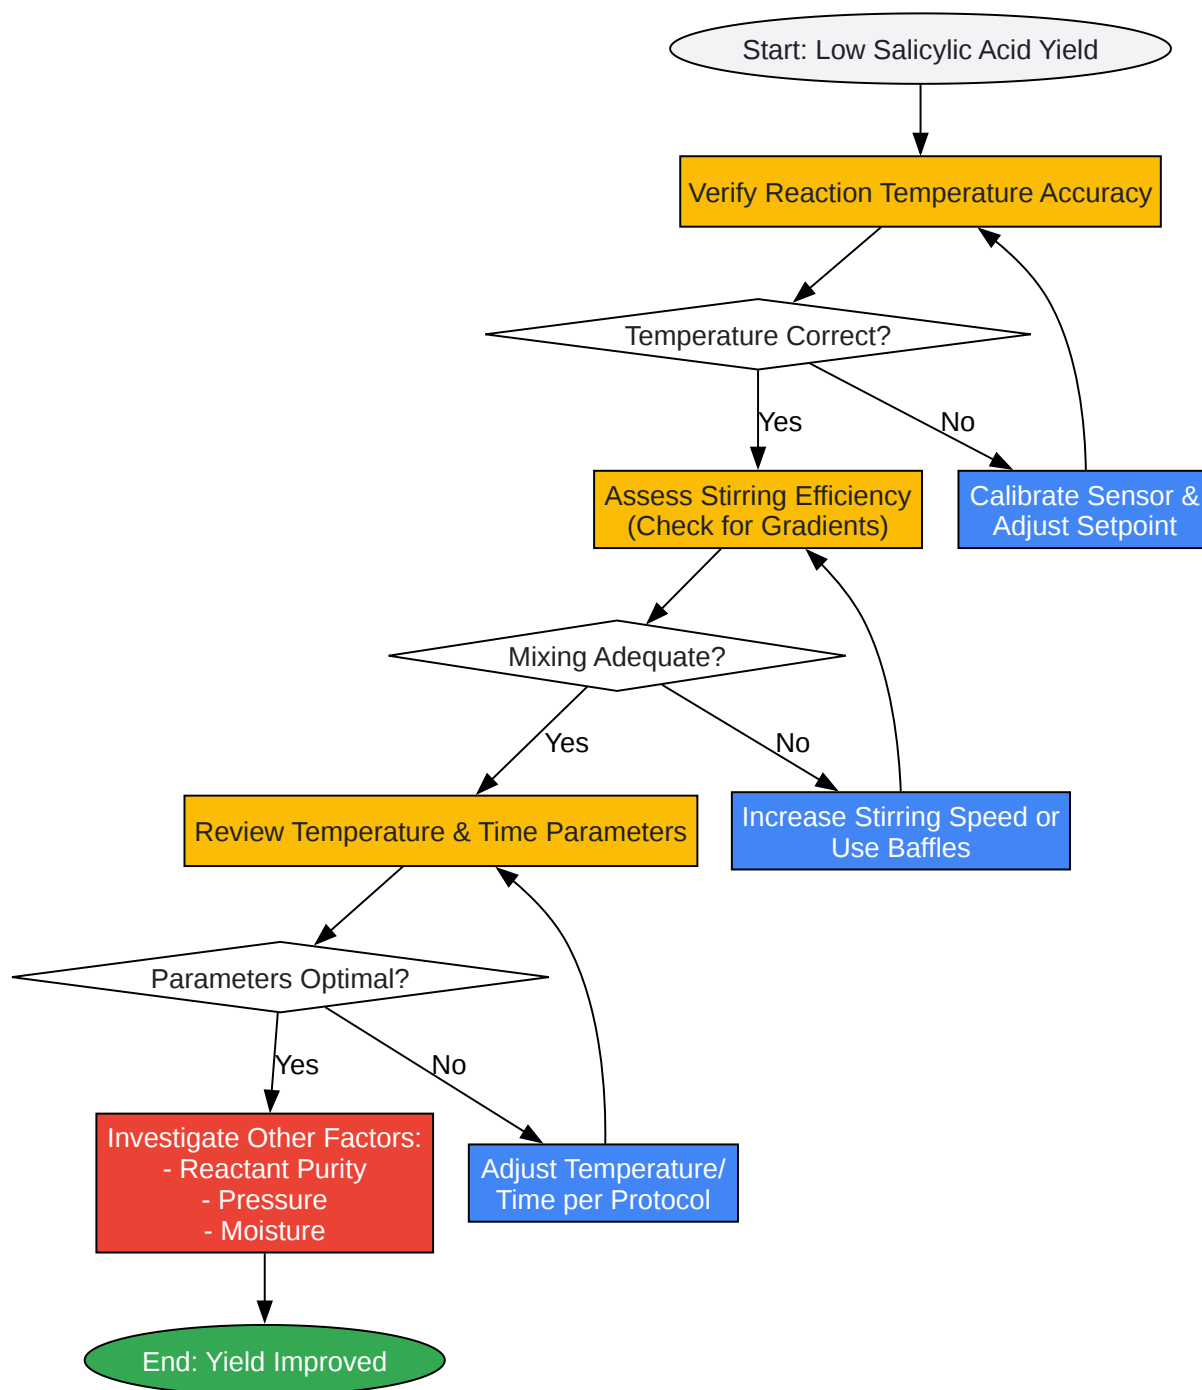 Start: Low Salicylic Acid Yield
Verify Reaction Temperature Accuracy
Temperature Correct?
Yes
No
Assess Stirring Efficiency
(Check for Gradients)
Calibrate Sensor &
Adjust Setpoint
Mixing Adequate?
Yes
No
Review Temperature & Time Parameters
Increase Stirring Speed or
Use Baffles
Parameters Optimal?
Yes
No
Investigate Other Factors:
- Reactant Purity
- Pressure
- Moisture
Adjust Temperature/
Time per Protocol
End: Yield Improved